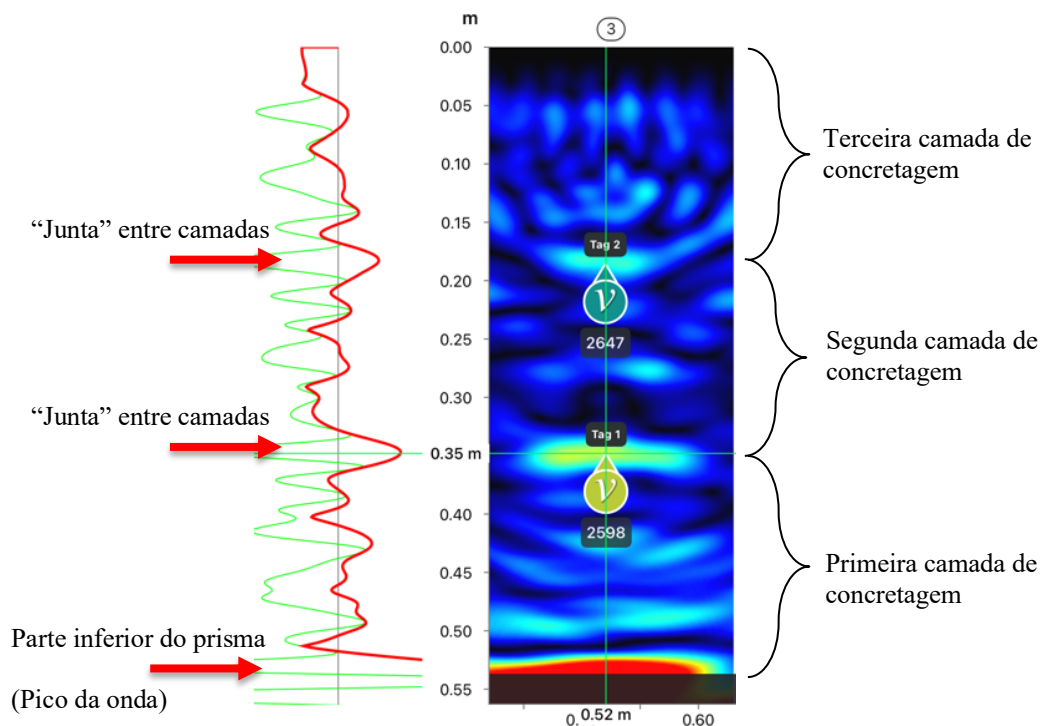 m
3
0.00
0.05
0.10
0.15
0.20
0.25
0.30
0.35 m
0.40
0.45
0.50
0.55
Tag 2
2647
Tag 1
2598
0.
0.52 m
0.60
“Junta” entre camadas
“Junta” entre camadas
Parte inferior do prisma
(Pico da onda)
Terceira camada de
concretagem
Segunda camada de
concretagem
Primeira camada de
concretagem